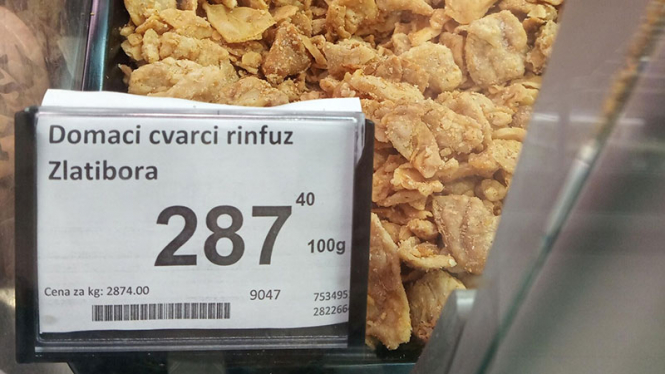 Domaci cvarci rinfuz
Zlatibora
287 40
100g
Cena za kg: 2874.00
9047
753495
282266